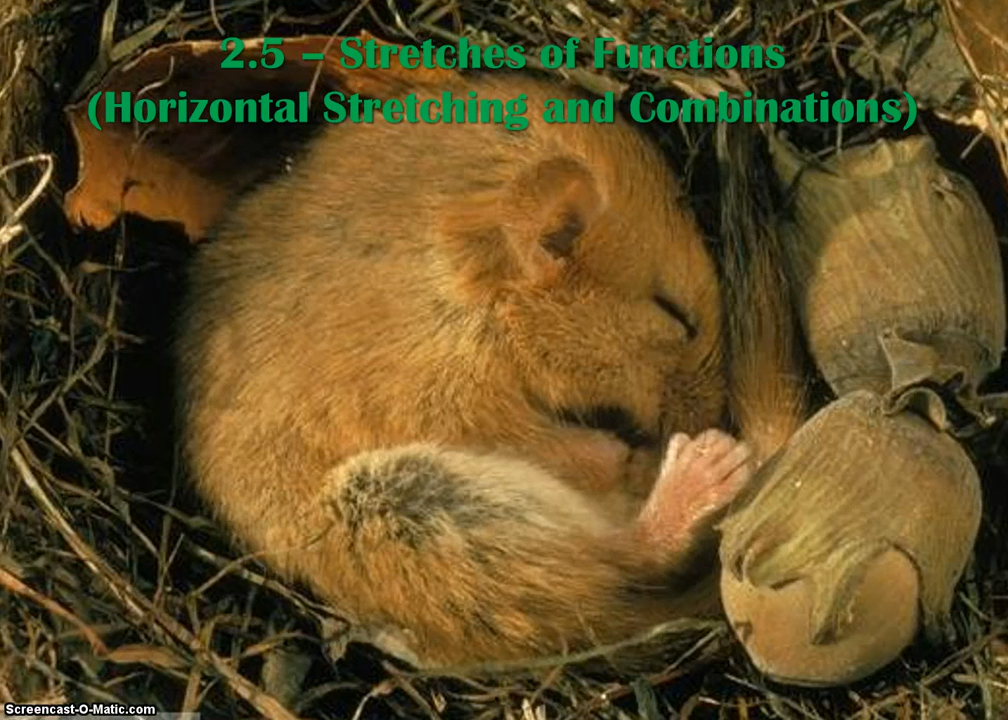 2.5 – Stretches of Functions
(Horizontal Stretching and Combinations)
Screencast-O-Matic.com